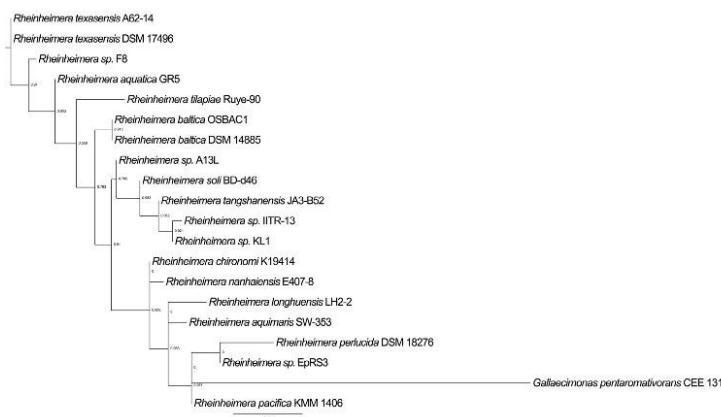 Rheinheimera texasensis A62-14
Rheinheimera texasensis DSM 17496
Rheinheimera sp. F8
Rheinheimera aquatica GR5
Rheinheimera tilapiae Ruye-90
Rheinheimera baltica OSBAC1
Rheinheimera baltica DSM 14885
Rheinheimera sp. A13L
Rheinheimera soli BD-d46
Rheinheimera tangshanensis JA3-B52
Rheinheimera sp. IITR-13
Rheinheimera sp. KL1
Rheinheimera chironomi K19414
Rheinheimera nanhaiensis E407-8
Rheinheimera longhuensis LH2-2
Rheinheimera aquimaris SW-353
Rheinheimera perlucida DSM 18276
Rheinheimera sp. EpRS3
Gallaecimonas pentaromativorans CEE 131
Rheinheimera pacifica KMM 1406